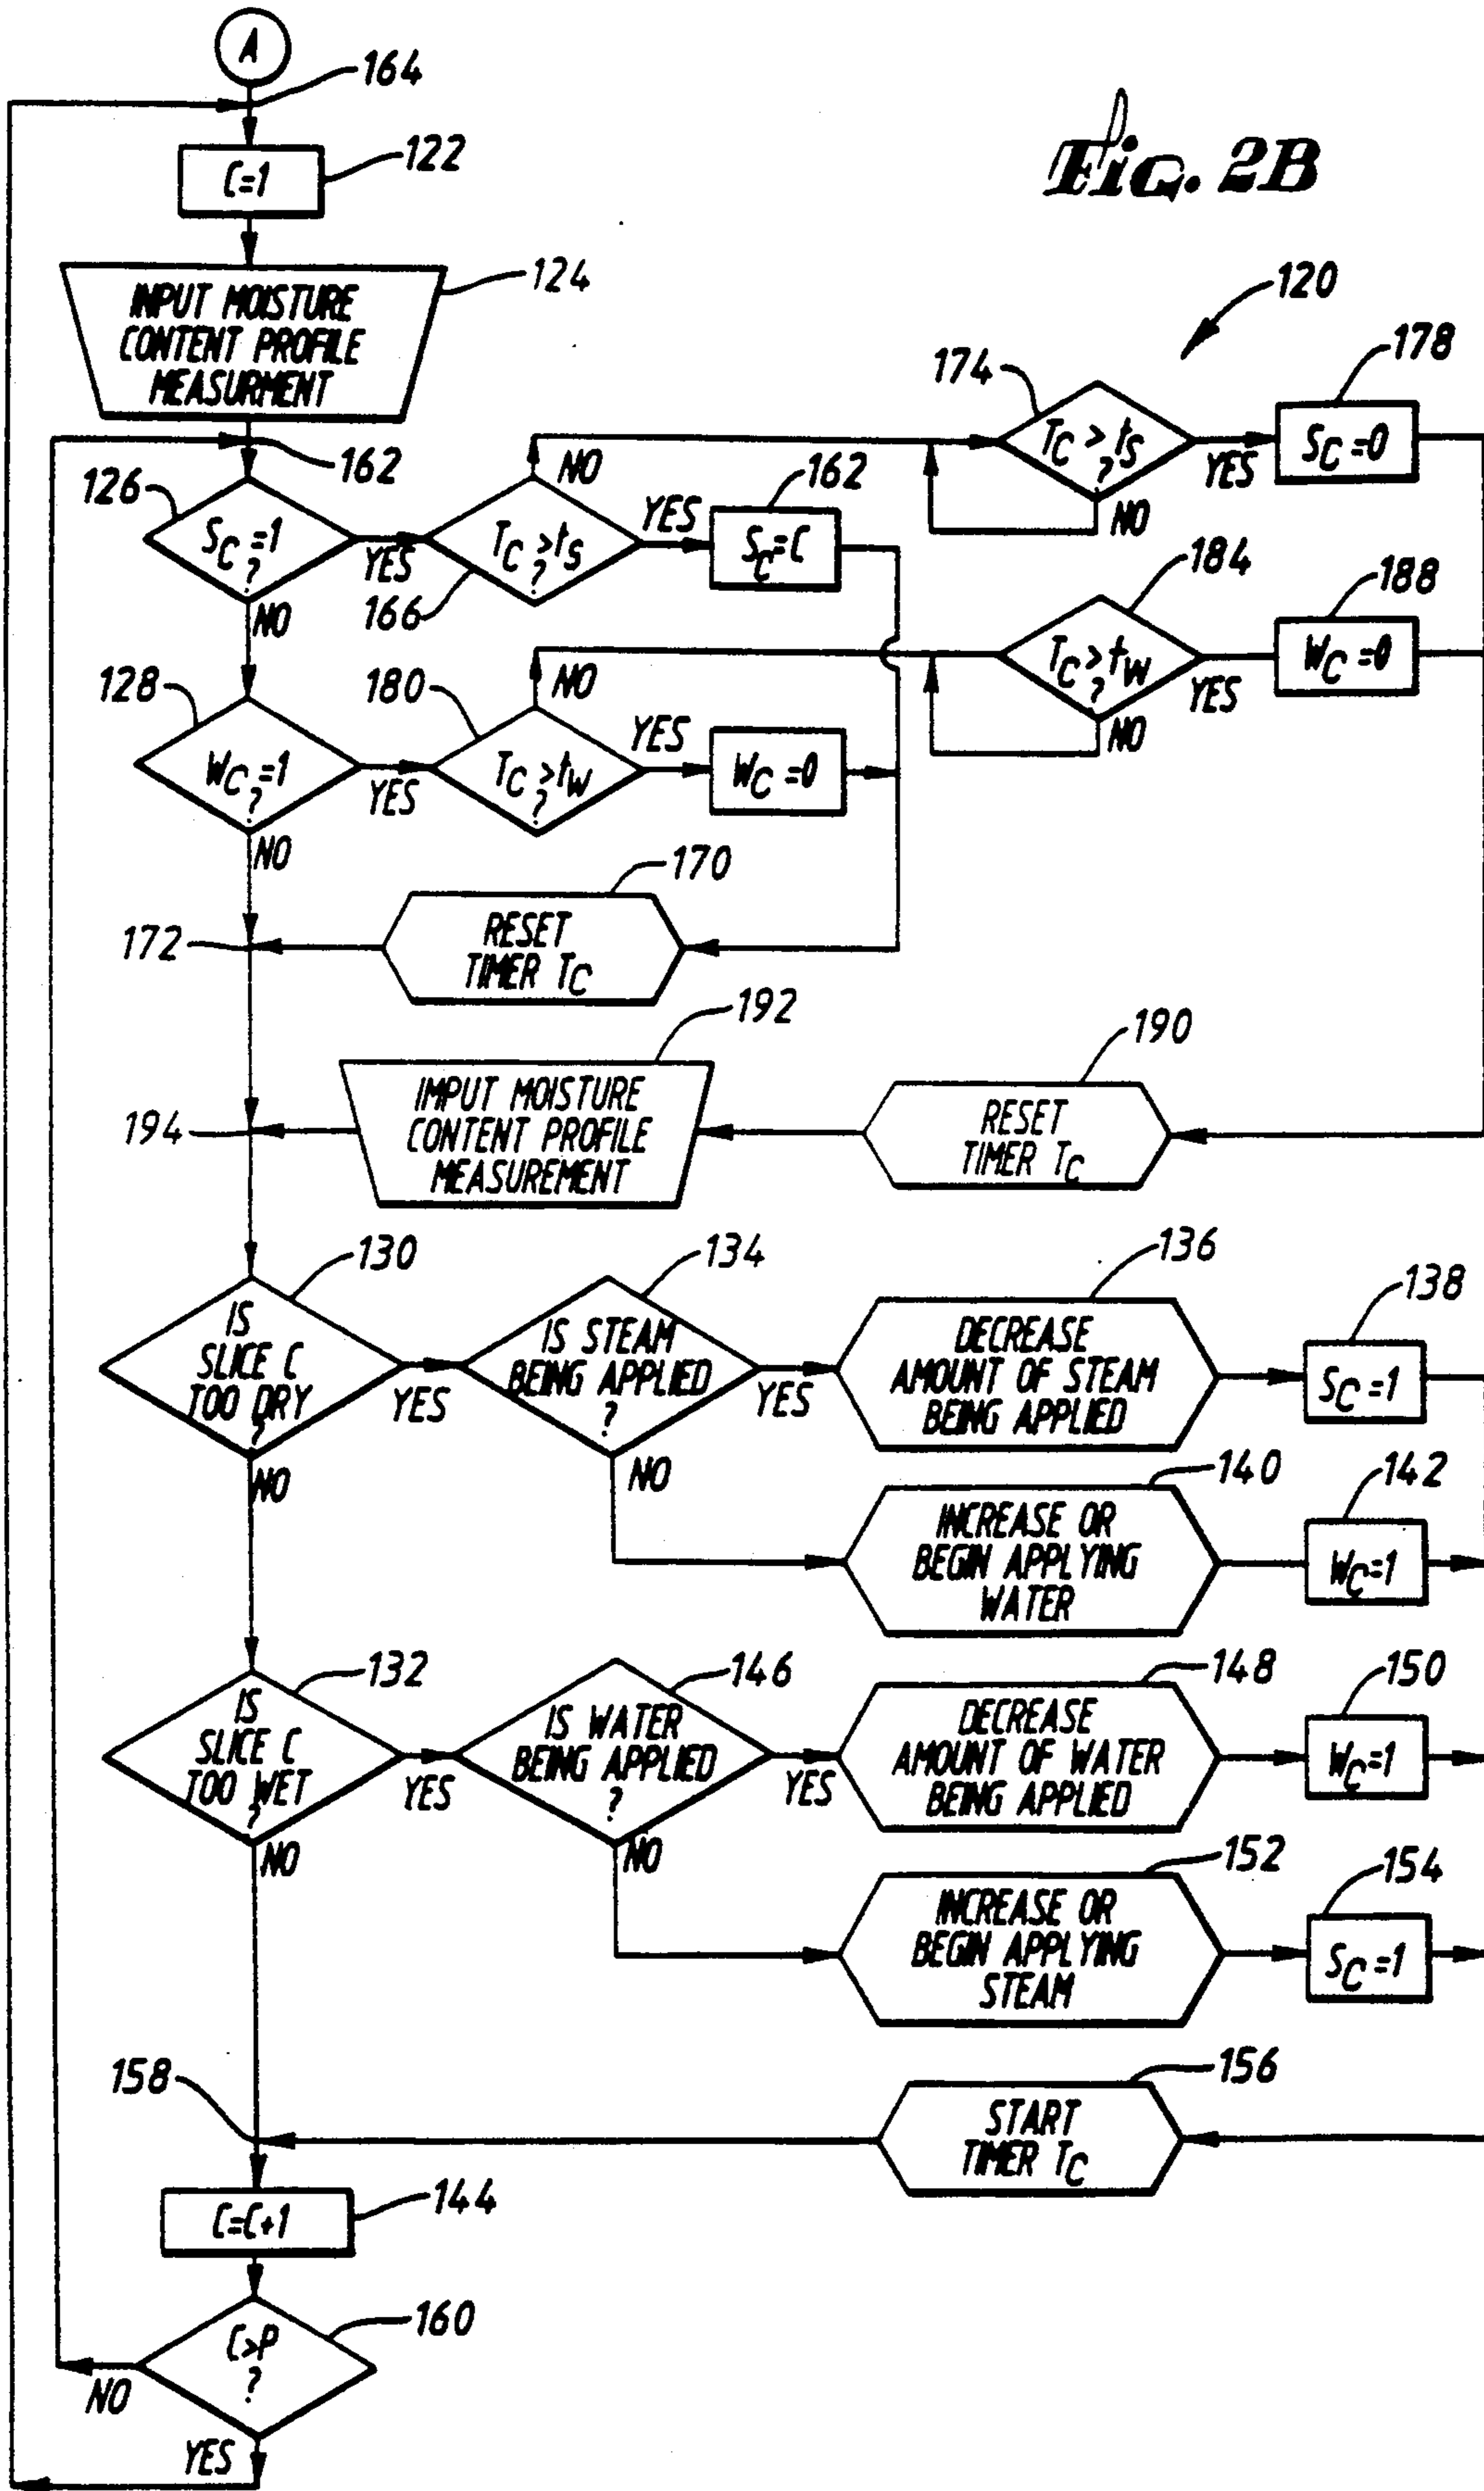 A
164
C=1
122
Fig. 2B
INPUT MOISTURE
CONTENT PROFILE
MEASURMENT
124
120
162
126
SC=1
?
YES
NO
TC>tS
?
166
NO
YES
162
SC=C
174
TC>tS
?
YES
NO
178
SC=0
128
WC=1
?
YES
NO
180
TC>tW
?
NO
YES
WC=0
184
TC>tW
?
YES
NO
188
WC=0
170
RESET
TIMER TC
172
192
IMPUT MOISTURE
CONTENT PROFILE
MEASUREMENT
190
RESET
TIMER TC
194
130
IS
SLICE C
TOO DRY
?
YES
NO
134
IS STEAM
BEING APPLIED
?
YES
NO
136
DECREASE
AMOUNT OF STEAM
BEING APPLIED
138
SC=1
140
INCREASE OR
BEGIN APPLYING
WATER
142
WC=1
132
IS
SLICE C
TOO WET
?
YES
NO
146
IS WATER
BEING APPLIED
?
YES
NO
148
DECREASE
AMOUNT OF WATER
BEING APPLIED
150
WC=1
152
INCREASE OR
BEGIN APPLYING
STEAM
154
SC=1
158
156
START
TIMER TC
C=C+1
144
C>P
?
160
NO
YES